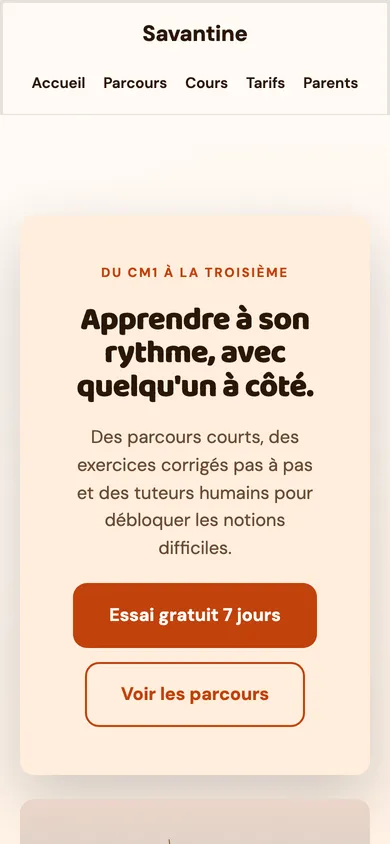 Savantine
Accueil Parcours Cours Tarifs Parents
DU CM1 À LA TROISIÈME
Apprendre à son
rythme, avec
quelqu'un à côté.
Des parcours courts, des
exercices corrigés pas à pas
et des tuteurs humains pour
débloquer les notions
difficiles.
Essai gratuit 7 jours
Voir les parcours